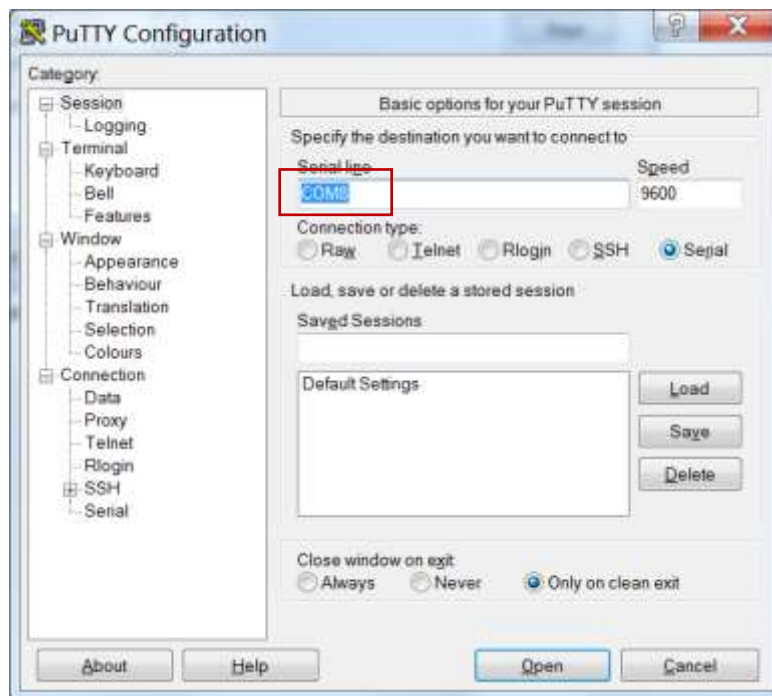 PuTTY Configuration
Category:
Session
Logging
Terminal
Keyboard
Bell
Features
Window
Appearance
Behaviour
Translation
Selection
Colours
Connection
Data
Proxy
Telnet
Rlogin
SSH
Serial
Basic options for your PuTTY session
Specify the destination you want to connect to
Serial line Speed
COM8 9600
Connection type:
Raw Telnet Rlogin SSH Serial
Load, save or delete a stored session
Saved Sessions
Default Settings
Load
Save
Delete
Close window on exit
Always Never Only on clean exit
About Help Open Cancel